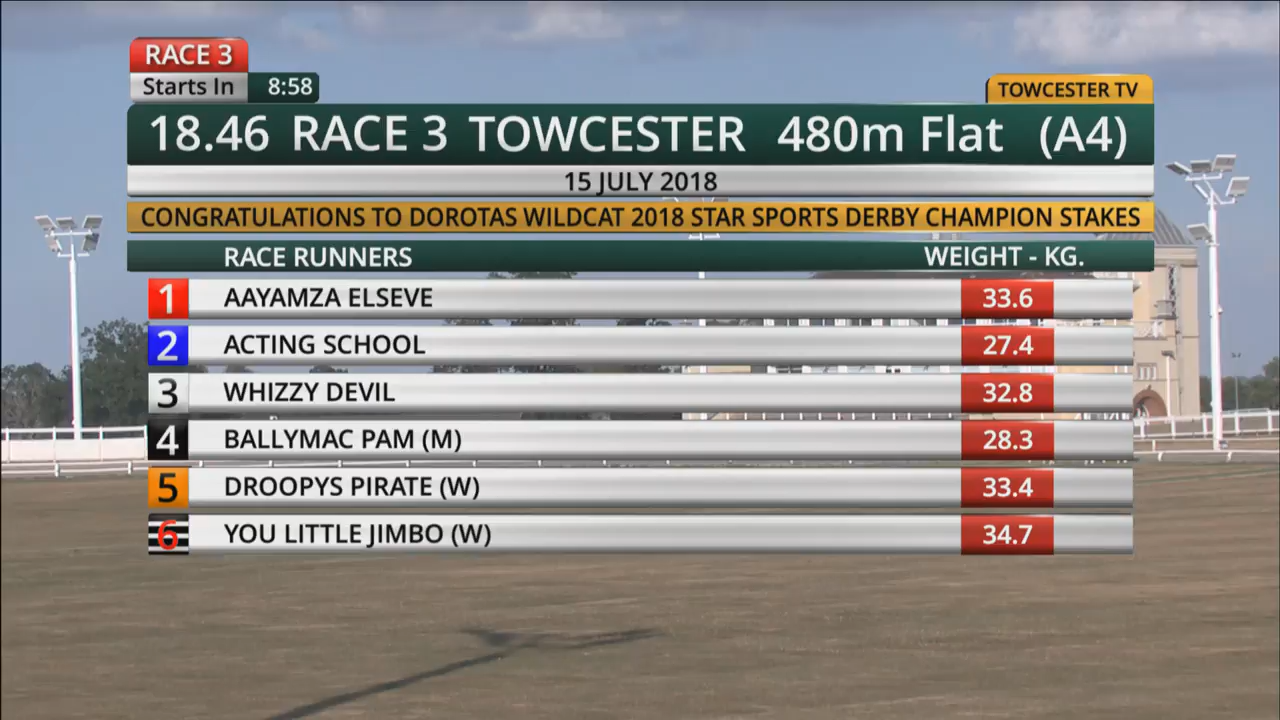 RACE 3
Starts In 8:58
TOWCESTER TV
18.46 RACE 3 TOWCESTER 480m Flat (A4)
15 JULY 2018
CONGRATULATIONS TO DOROTAS WILDCAT 2018 STAR SPORTS DERBY CHAMPION STAKES
RACE RUNNERS WEIGHT - KG.
1 AAYAMZA ELSEVE 33.6
2 ACTING SCHOOL 27.4
3 WHIZZY DEVIL 32.8
4 BALLYMAC PAM (M) 28.3
5 DROOPYS PIRATE (W) 33.4
6 YOU LITTLE JIMBO (W) 34.7